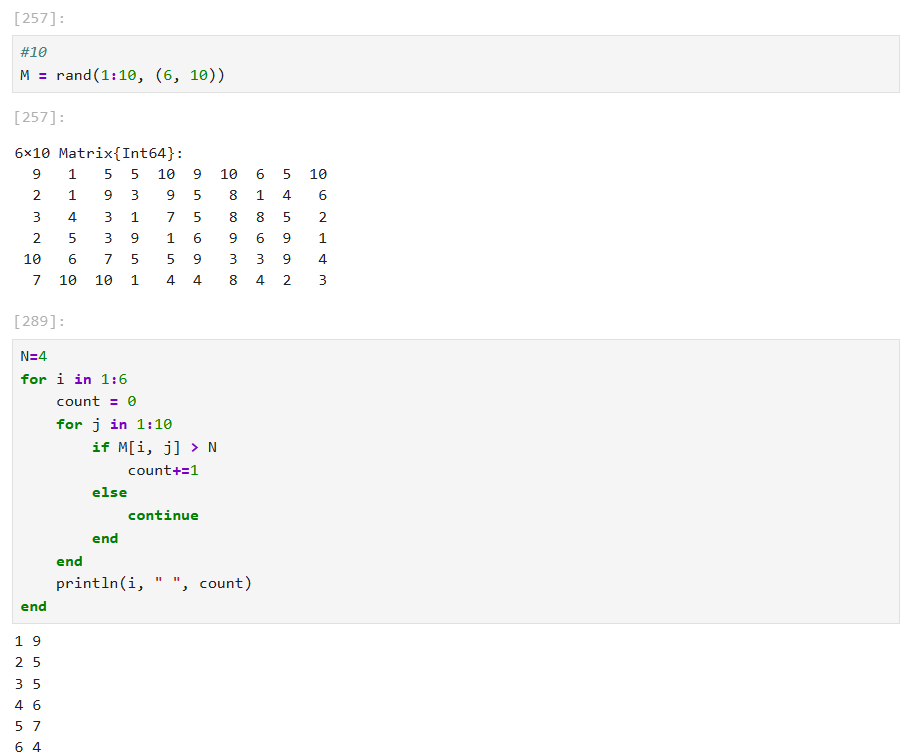 [257]:
#10
M = rand(1:10, (6, 10))
[257]:
6×10 Matrix{Int64}:
  9   1   5  5  10  9  10  6  5  10
  2   1   9  3   9  5   8  1  4   6
  3   4   3  1   7  5   8  8  5   2
  2   5   3  9   1  6   9  6  9   1
 10   6   7  5   5  9   3  3  9   4
  7  10  10  1   4  4   8  4  2   3
[289]:
N=4
for i in 1:6
    count = 0
    for j in 1:10
        if M[i, j] > N
            count+=1
        else
            continue
        end
    end
    println(i, " ", count)
end
1 9
2 5
3 5
4 6
5 7
6 4